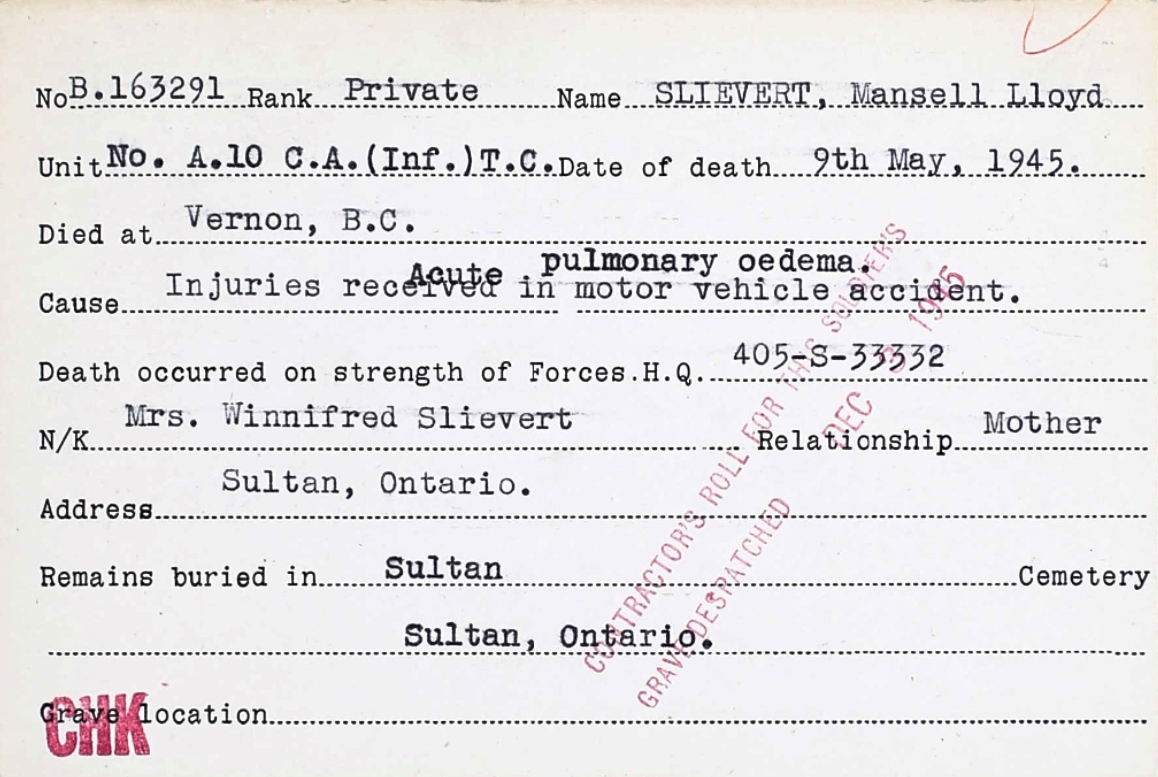 No. B.163291 Rank Private Name SLIEVERT, Mansell Lloyd
Unit No. A.10 C.A.(Inf.)T.C. Date of death 9th May, 1945.
Died at Vernon, B.C.
Acute pulmonary oedema.
Cause Injuries received in motor vehicle accident.
Death occurred on strength of Forces.H.Q. 405-S-33332
N/K Mrs. Winnifred Slievert Relationship Mother
Address Sultan, Ontario.
Remains buried in Sultan Cemetery
Sultan, Ontario.
Grave location
CHK
CONTRACTOR'S ROLL FOR THIS SOLDIER'S
GRAVE DESPATCHED DEC 1945